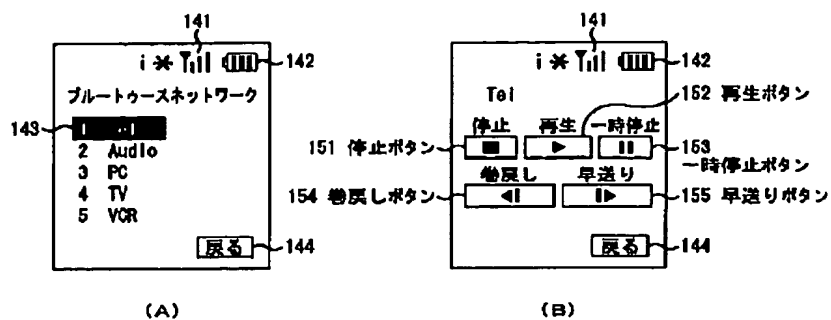 141
i
142
ブルートゥースネットワーク
143
1
2 Audio
3 PC
4 TV
5 VCR
戻る
144
(A)
141
i
142
Tel
152 再生ボタン
停止 再生 一時停止
151 停止ボタン
153
一時停止ボタン
巻戻し 早送り
154 巻戻しボタン
155 早送りボタン
戻る
144
(B)